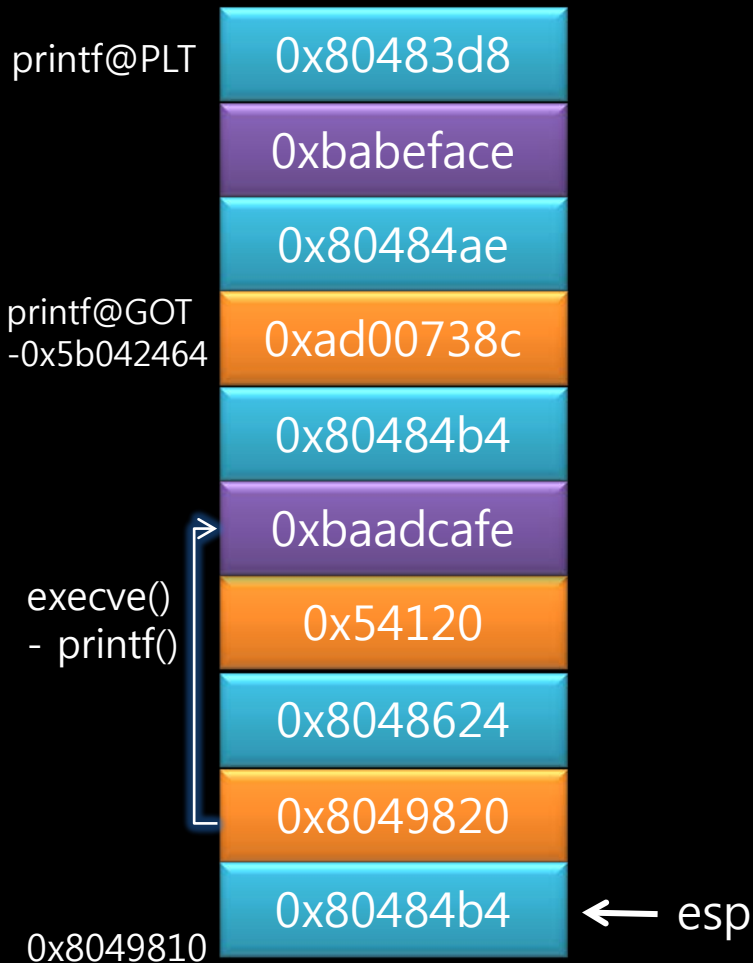 printf@PLT 0x80483d8
0xbabeface
0x80484ae
printf@GOT
-0x5b042464
0xad00738c
0x80484b4
0xbaadcafe
execve()
- printf()
0x54120
0x8048624
0x8049820
0x80484b4 esp
0x8049810